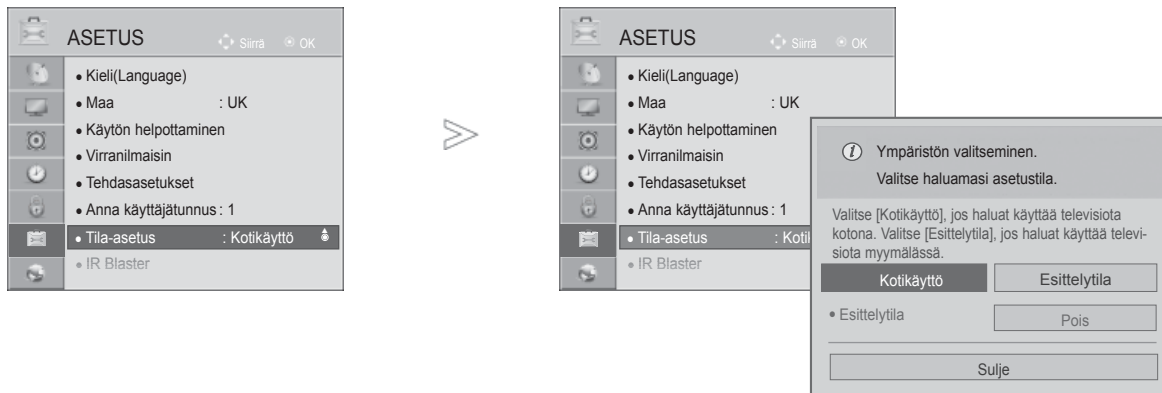 ASETUS
Siirrä OK
• Kieli(Language)
• Maa : UK
• Käytön helpottaminen
• Virranilmaisin
• Tehdasasetukset
• Anna käyttäjätunnus : 1
• Tila-asetus : Kotikäyttö
• IR Blaster
ASETUS
Siirrä OK
• Kieli(Language)
• Maa : UK
• Käytön helpottaminen
• Virranilmaisin
• Tehdasasetukset
• Anna käyttäjätunnus : 1
• Tila-asetus : Koti
• IR Blaster
Ympäristön valitseminen.
Valitse haluamasi asetustila.
Valitse [Kotikäyttö], jos haluat käyttää televisiota
kotona. Valitse [Esittelytila], jos haluat käyttää televi-
siota myymälässä.
Kotikäyttö
Esittelytila
• Esittelytila
Pois
Sulje